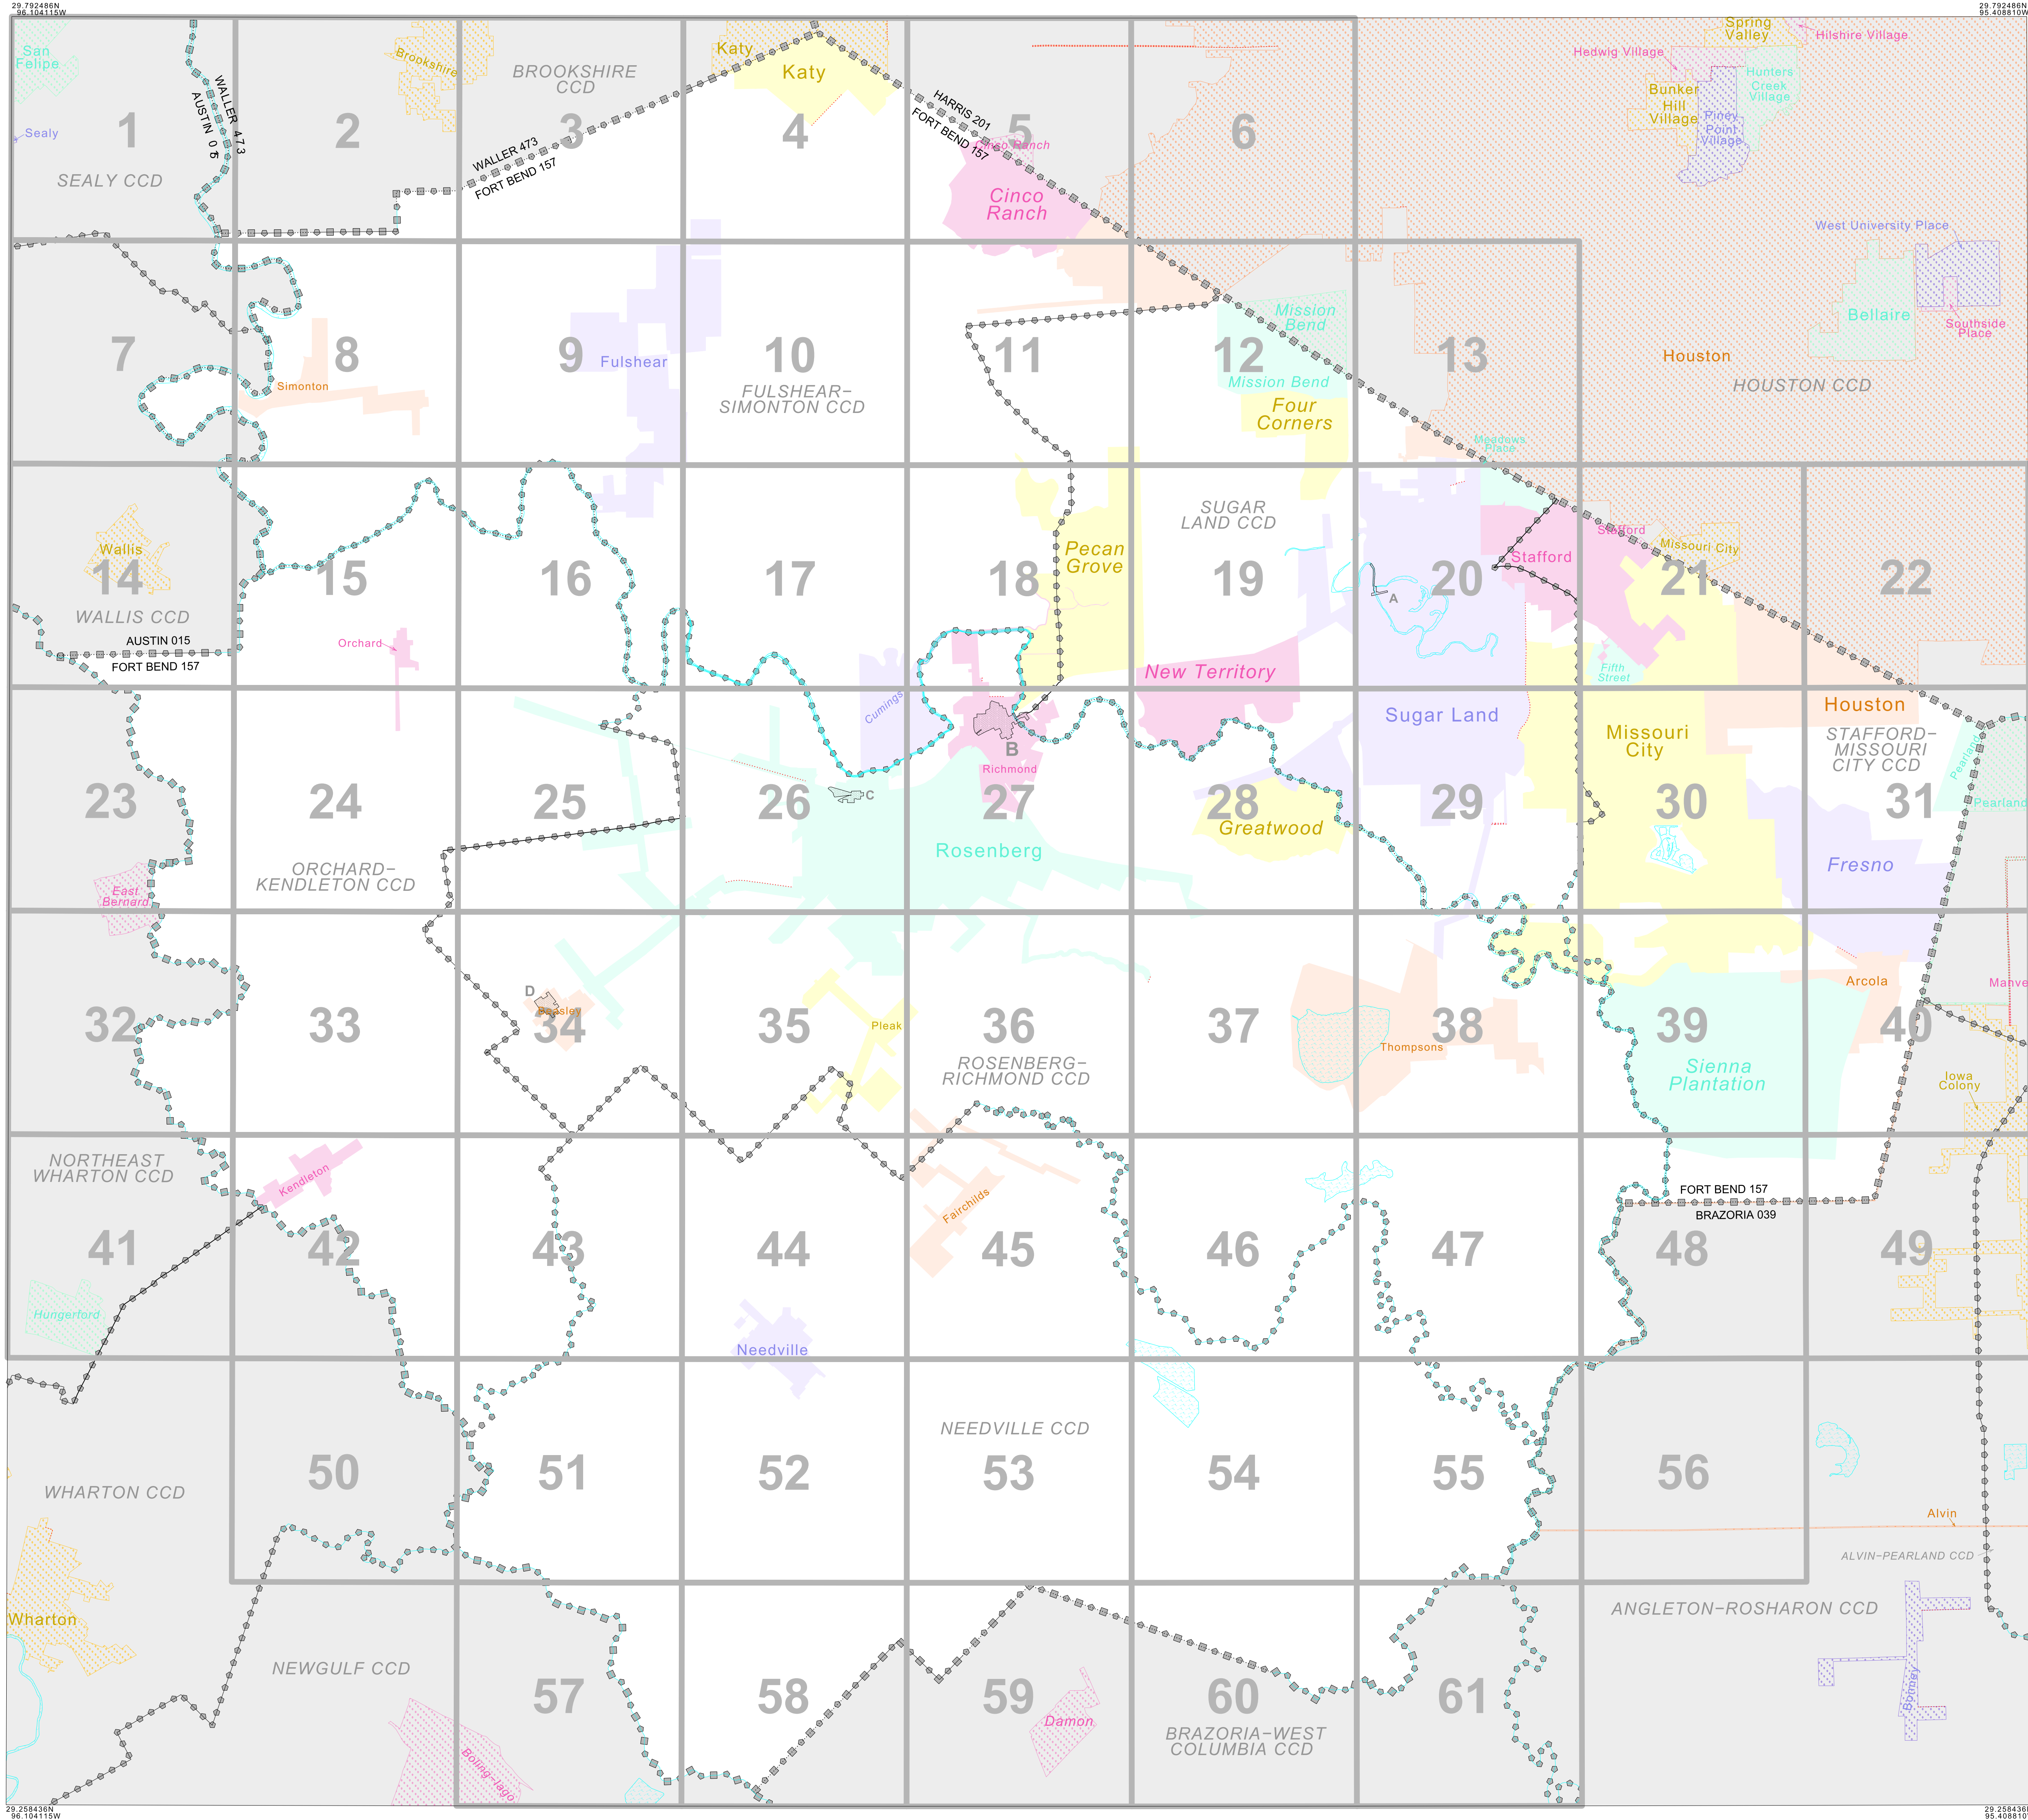 29.792486N
96.104115W
29.792486N
95.408810W
San
Felipe
Sealy
1
SEALY CCD
WALLER 473
AUSTIN 015
2
Brookshire
BROOKSHIRE
CCD
3
WALLER 473
FORT BEND 157
Katy
Katy
4
HARRIS 201
FORT BEND 157
5
Cinco Ranch
Cinco
Ranch
6
Spring
Valley
Hilshire Village
Hedwig Village
Hunters
Creek
Village
Bunker
Hill
Village
Piney
Point
Village
West University Place
Bellaire
Southside
Place
Houston
HOUSTON CCD
7
8
Simonton
9
Fulshear
10
FULSHEAR-
SIMONTON CCD
11
12
Mission
Bend
Mission Bend
Four
Corners
13
Meadows
Place
Wallis
14
WALLIS CCD
AUSTIN 015
FORT BEND 157
15
Orchard
16
17
18
Pecan
Grove
SUGAR
LAND CCD
19
20
A
Stafford
Stafford
Missouri City
21
22
Fifth
Street
New Territory
Cumings
Sugar Land
Missouri
City
Houston
STAFFORD-
MISSOURI
CITY CCD
Pearland
Pearland
23
24
25
26
C
B
Richmond
27
28
Greatwood
29
30
31
Fresno
East
Bernard
ORCHARD-
KENDLETON CCD
Rosenberg
32
33
D
Beasley
34
35
Pleak
36
ROSENBERG-
RICHMOND CCD
37
38
Thompsons
39
Sienna
Plantation
Arcola
40
Manve
Iowa
Colony
NORTHEAST
WHARTON CCD
41
Hungerford
Kendleton
42
43
44
Needville
Fairchilds
45
46
47
FORT BEND 157
BRAZORIA 039
48
49
WHARTON CCD
50
51
52
NEEDVILLE CCD
53
54
55
56
Alvin
ALVIN-PEARLAND CCD
Wharton
NEWGULF CCD
Boling-Iago
57
58
59
Damon
60
BRAZORIA-WEST
COLUMBIA CCD
61
ANGLETON-ROSHARON CCD
Bonney
29.258436N
96.104115W
29.258436N
95.408810W